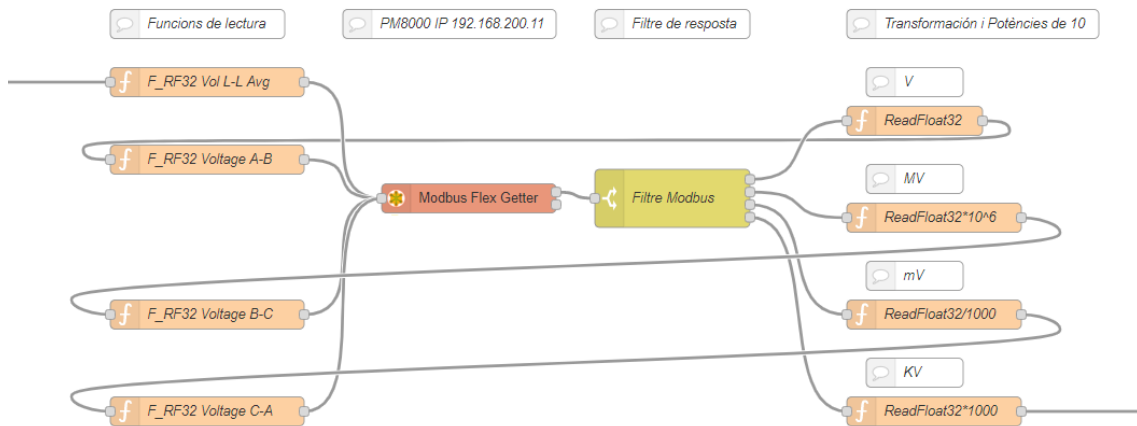 Funcions de lectura
PM8000 IP 192.168.200.11
Filtre de resposta
Transformación i Potències de 10
F_RF32 Vol L-L Avg
V
ReadFloat32
F_RF32 Voltage A-B
MV
Modbus Flex Getter
Filtre Modbus
ReadFloat32*10^6
mV
F_RF32 Voltage B-C
ReadFloat32/1000
KV
F_RF32 Voltage C-A
ReadFloat32*1000